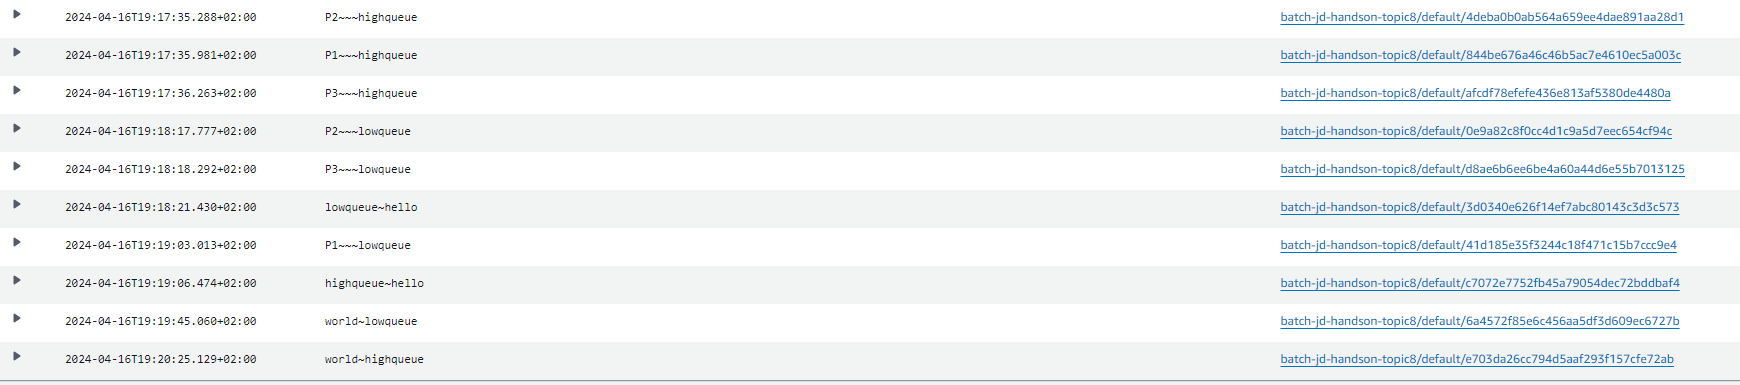 2024-04-16T19:17:35.288+02:00 P2~~~highqueue batch-jd-handson-topic8/default/4deba0b0ab564a659ee4dae891aa28d1
2024-04-16T19:17:35.981+02:00 P1~~~highqueue batch-jd-handson-topic8/default/844be676a46c46b5ac7e4610ec5a003c
2024-04-16T19:17:36.263+02:00 P3~~~highqueue batch-jd-handson-topic8/default/afcdf78efefe436e813af5380de4480a
2024-04-16T19:18:17.777+02:00 P2~~~lowqueue batch-jd-handson-topic8/default/0e9a82c8f0cc4d1c9a5d7eec654cf94c
2024-04-16T19:18:18.292+02:00 P3~~~lowqueue batch-jd-handson-topic8/default/d8ae6b6ee6be4a60a44d6e55b7013125
2024-04-16T19:18:21.430+02:00 lowqueue~hello batch-jd-handson-topic8/default/3d0340e626f14ef7abc80143c3d3c573
2024-04-16T19:19:03.013+02:00 P1~~~lowqueue batch-jd-handson-topic8/default/41d185e35f3244c18f471c15b7ccc9e4
2024-04-16T19:19:06.474+02:00 highqueue~hello batch-jd-handson-topic8/default/c7072e7752fb45a79054dec72bddbaf4
2024-04-16T19:19:45.060+02:00 world~lowqueue batch-jd-handson-topic8/default/6a4572f85e6c456aa5df3d609ec6727b
2024-04-16T19:20:25.129+02:00 world~highqueue batch-jd-handson-topic8/default/e703da26cc794d5aaf293f157cfe72ab